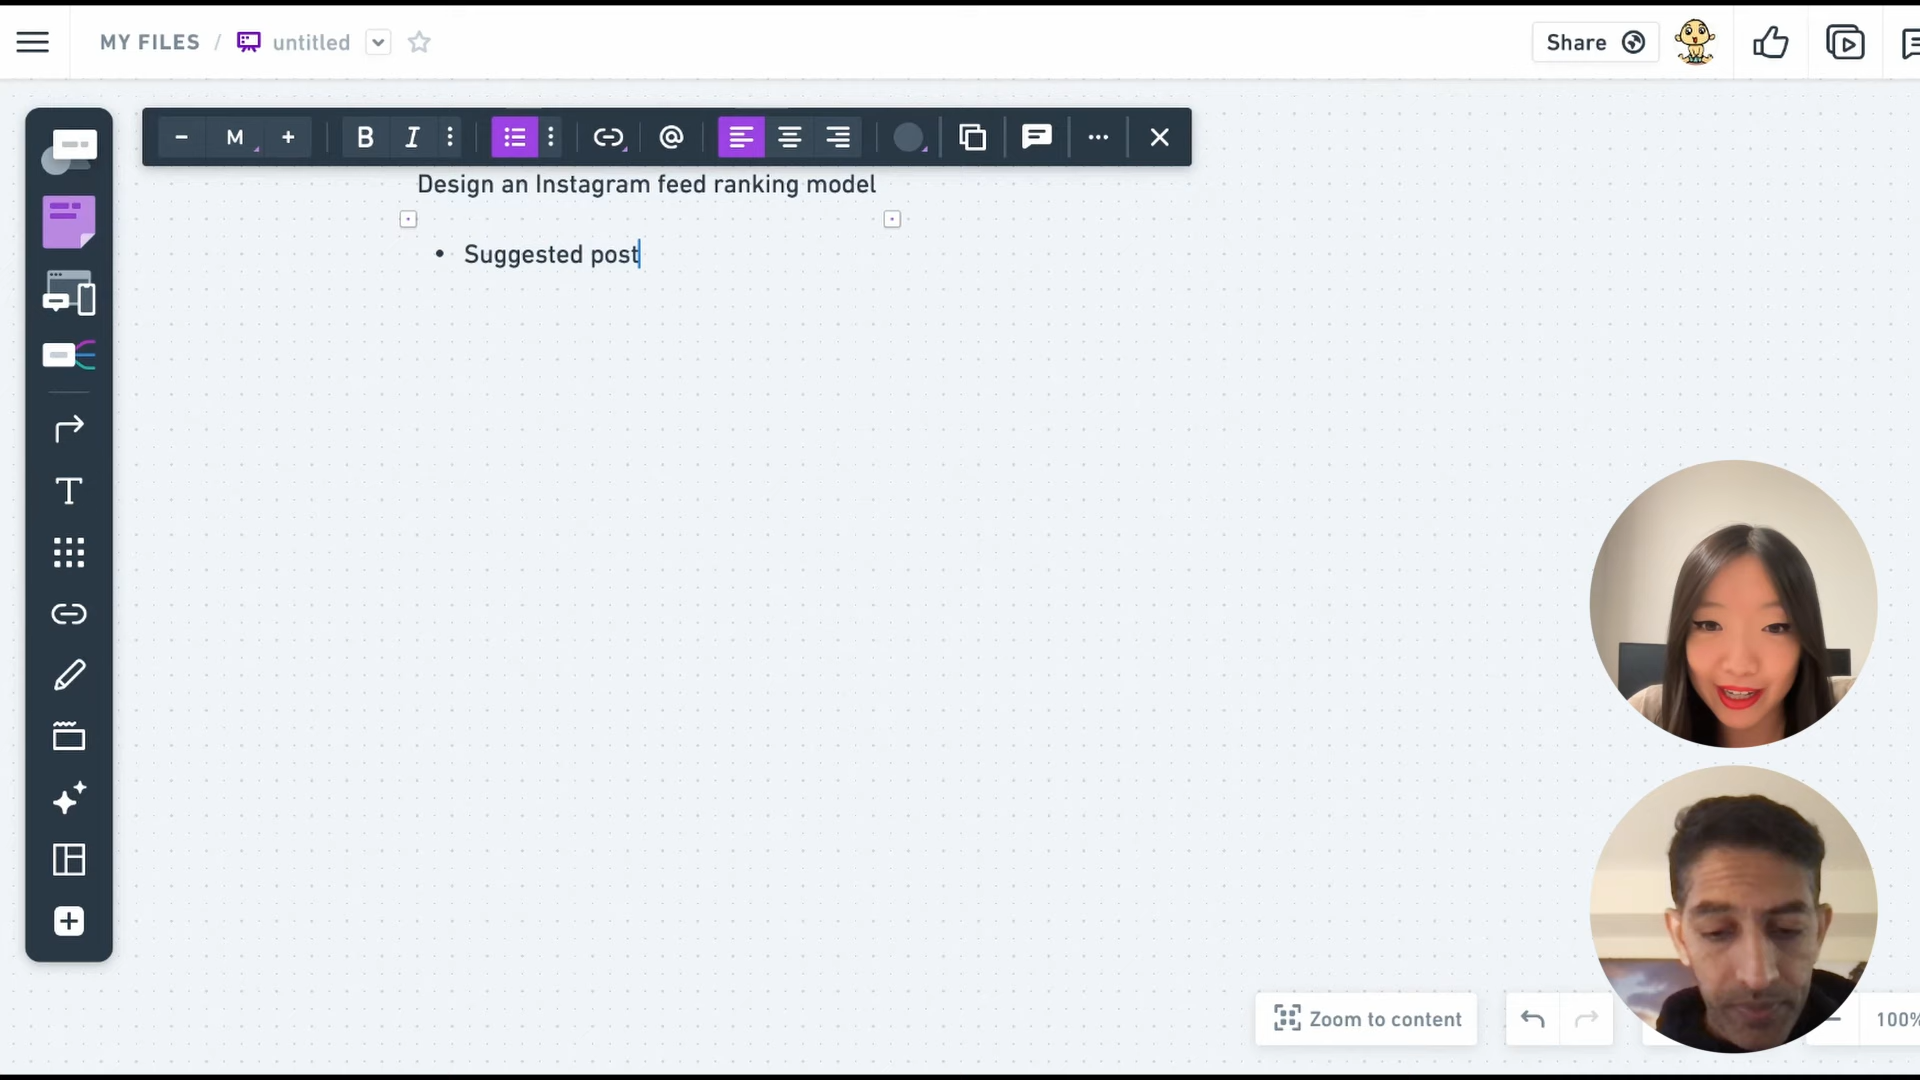 MY FILES / untitled
Share
M
B I
@
Design an Instagram feed ranking model
• Suggested post
T
Zoom to content
100%